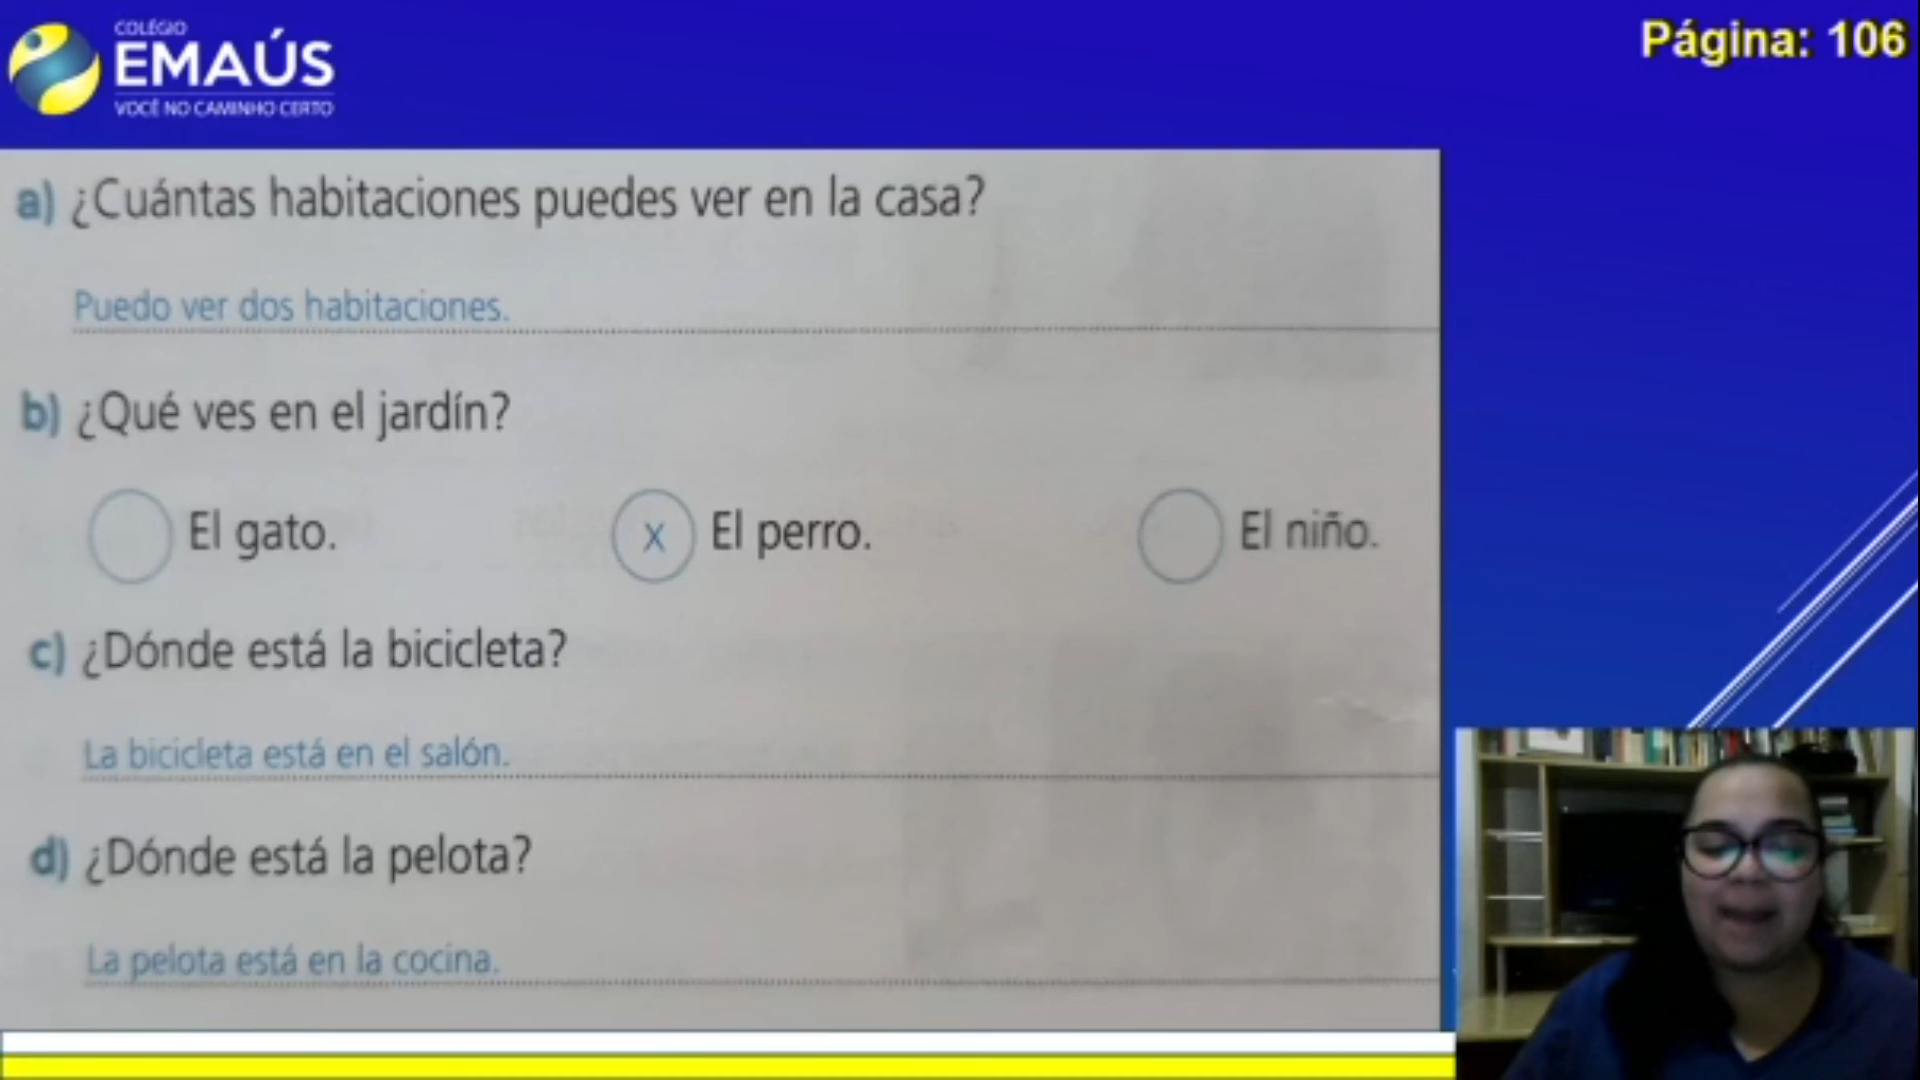 COLÉGIO
EMAÚS
VOCÊ NO CAMINHO CERTO
Página: 106
a) ¿Cuántas habitaciones puedes ver en la casa?
Puedo ver dos habitaciones.
b) ¿Qué ves en el jardín?
El gato. x El perro. El niño.
c) ¿Dónde está la bicicleta?
La bicicleta está en el salón.
d) ¿Dónde está la pelota?
La pelota está en la cocina.